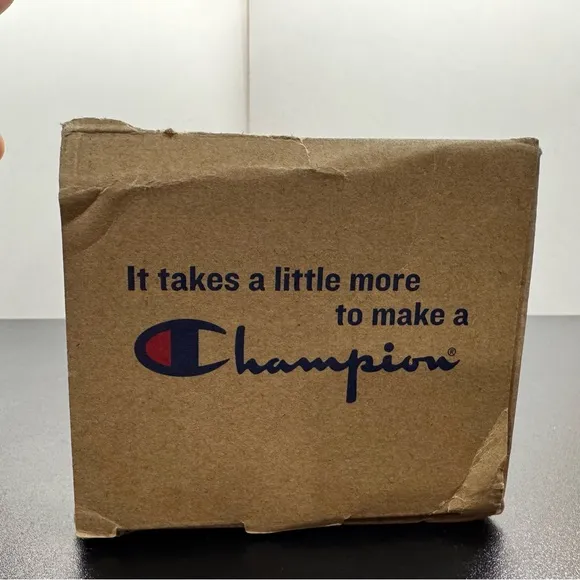 It takes a little more
to make a
Champion®